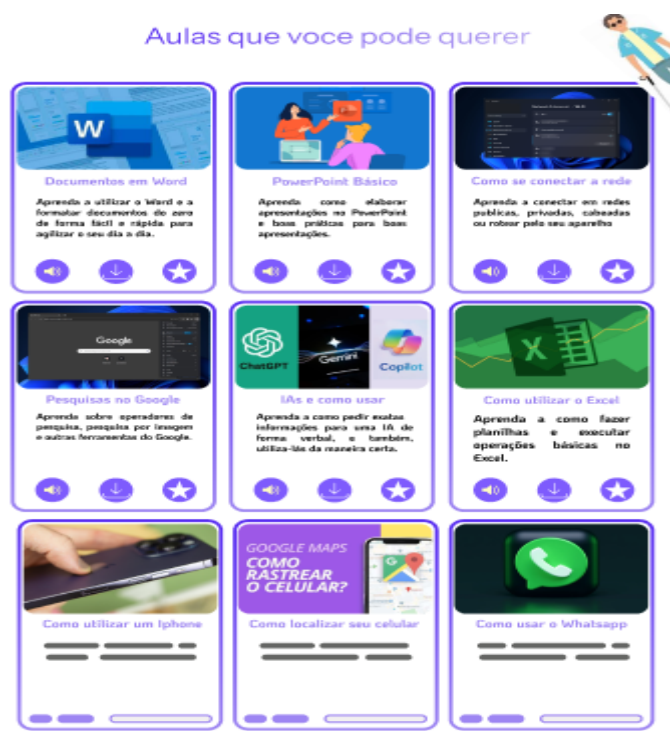 Aulas que voce pode querer
W
Documentos em Word
Aprenda a utilizar o Word e a
formatar documentos do zero
de forma fácil e rápida para
agilizar o seu dia a dia.
PowerPoint Básico
Aprenda como elaborar
apresentações no PowerPoint
e boas práticas para boas
apresentações.
Como se conectar a rede
Aprenda a conectar em redes
publicas, privadas, cabeadas
ou rotear pelo seu aparelho
Google
Pesquisas no Google
Aprenda sobre operadores de
pesquisa, pesquisa por imagem
e outras ferramentas do Google.
ChatGPT
Gemini
Copilot
IAs e como usar
Aprenda a como pedir exatas
informações para uma IA de
forma verbal, e também,
utiliza-lás da maneira certa.
X
Como utilizar o Excel
Aprenda a como fazer
planilhas e executar
operações básicas no
Excel.
Como utilizar um Iphone
GOOGLE MAPS
COMO
RASTREAR
O CELULAR?
Como localizar seu celular
Como usar o Whatsapp